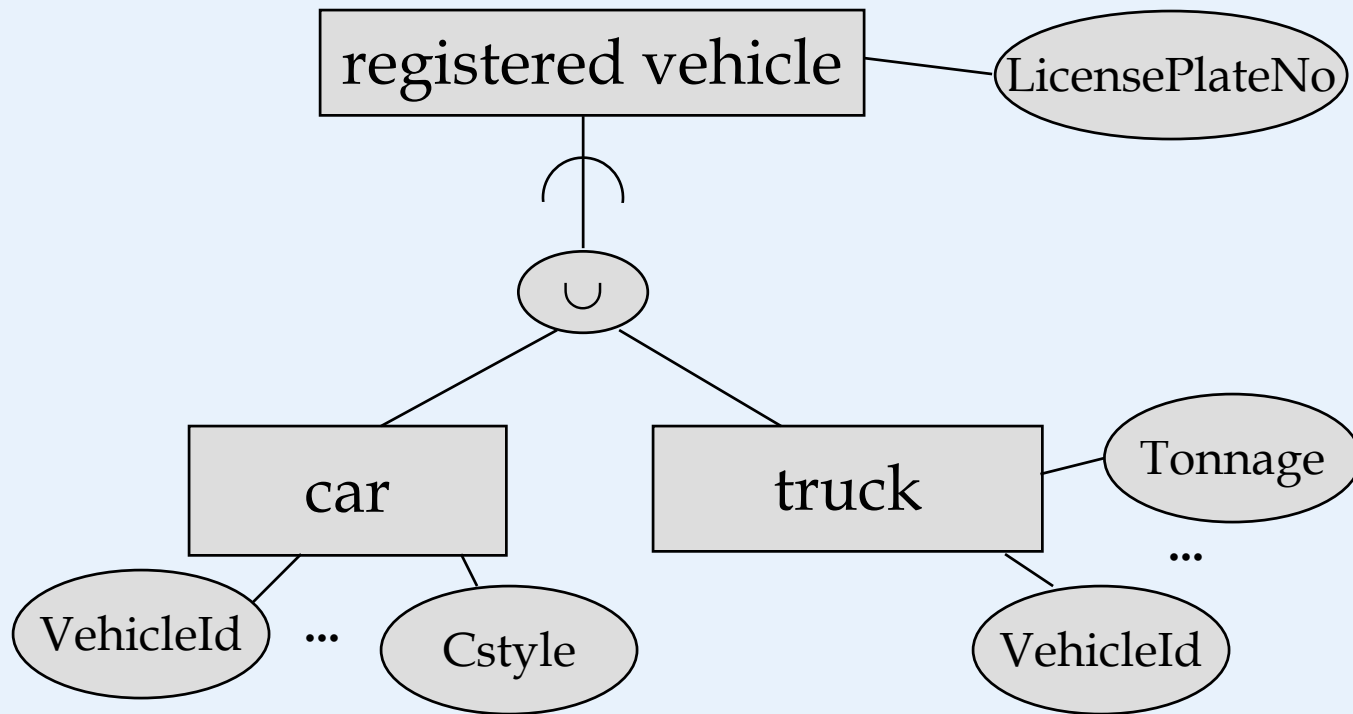 registered vehicle
LicensePlateNo
∪
car
truck
Tonnage
...
VehicleId
...
Cstyle
VehicleId